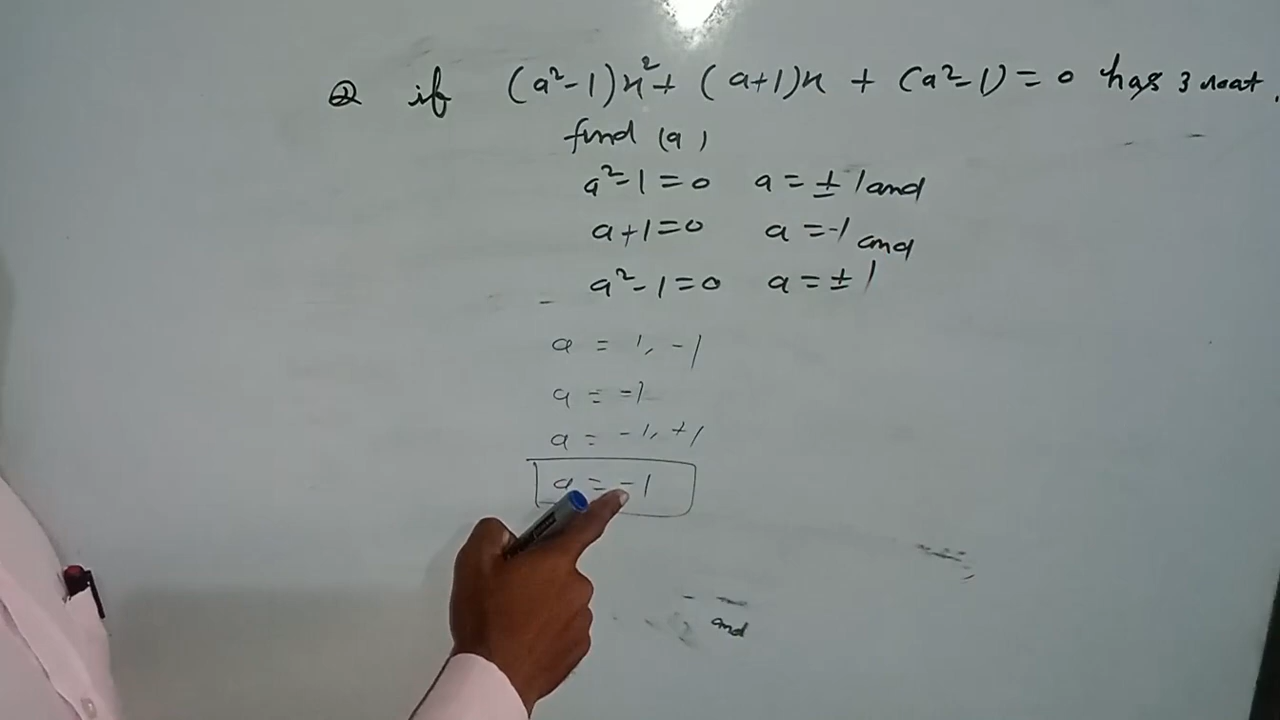 Q if (a²-1)x²+ (a+1)x + (a²-1)=0 has 3 root.
find (a)
a²-1=0 a=±1 and
a+1=0 a=-1 and
a²-1=0 a=±1
a = 1, -1
a = -1
a = -1, +1
a = -1
and